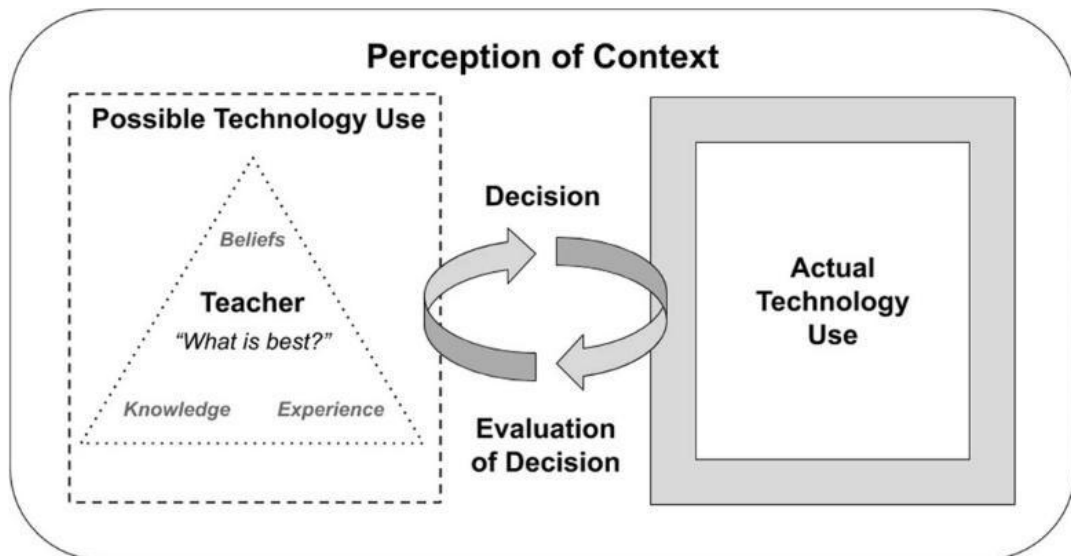 Perception of Context
Possible Technology Use
Beliefs
Teacher
“What is best?”
Knowledge
Experience
Decision
Evaluation
of Decision
Actual
Technology
Use